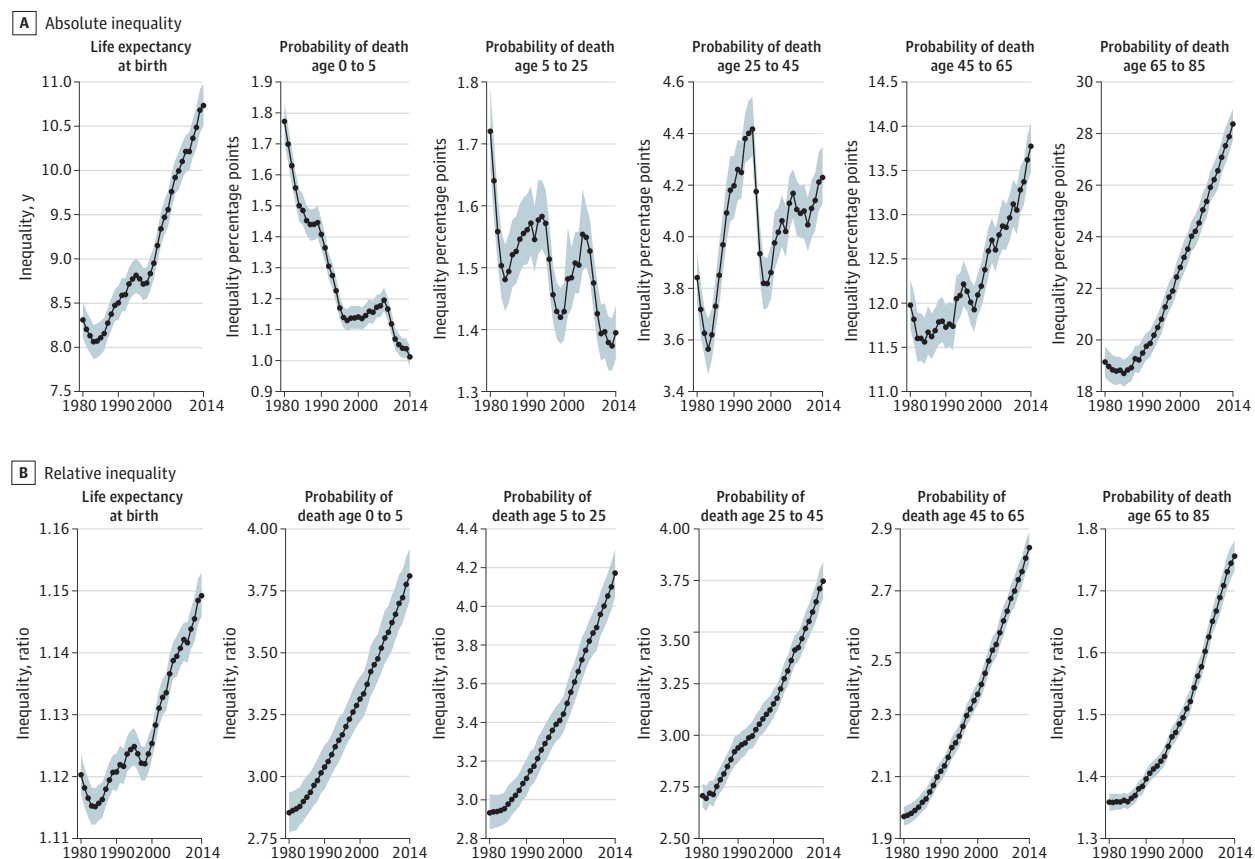 A Absolute inequality
Life expectancy
at birth
Inequality, y
11.0
10.5
10.0
9.5
9.0
8.5
8.0
7.5
1980 1990 2000 2014
Probability of death
age 0 to 5
Inequality percentage points
1.9
1.8
1.7
1.6
1.5
1.4
1.3
1.2
1.1
1.0
0.9
1980 1990 2000 2014
Probability of death
age 5 to 25
Inequality percentage points
1.8
1.7
1.6
1.5
1.4
1.3
1980 1990 2000 2014
Probability of death
age 25 to 45
Inequality percentage points
4.6
4.4
4.2
4.0
3.8
3.6
3.4
1980 1990 2000 2014
Probability of death
age 45 to 65
Inequality percentage points
14.5
14.0
13.5
13.0
12.5
12.0
11.5
11.0
1980 1990 2000 2014
Probability of death
age 65 to 85
Inequality percentage points
30
28
26
24
22
20
18
1980 1990 2000 2014
B Relative inequality
Life expectancy
at birth
Inequality, ratio
1.16
1.15
1.14
1.13
1.12
1.11
1980 1990 2000 2014
Probability of
death age 0 to 5
Inequality, ratio
4.00
3.75
3.50
3.25
3.00
2.75
1980 1990 2000 2014
Probability of
death age 5 to 25
Inequality, ratio
4.4
4.2
4.0
3.8
3.6
3.4
3.2
3.0
2.8
1980 1990 2000 2014
Probability of
death age 25 to 45
Inequality, ratio
4.00
3.75
3.50
3.25
3.00
2.75
2.50
1980 1990 2000 2014
Probability of
death age 45 to 65
Inequality, ratio
2.9
2.7
2.5
2.3
2.1
1.9
1980 1990 2000 2014
Probability of death
age 65 to 85
Inequality, ratio
1.8
1.7
1.6
1.5
1.4
1.3
1980 1990 2000 2014